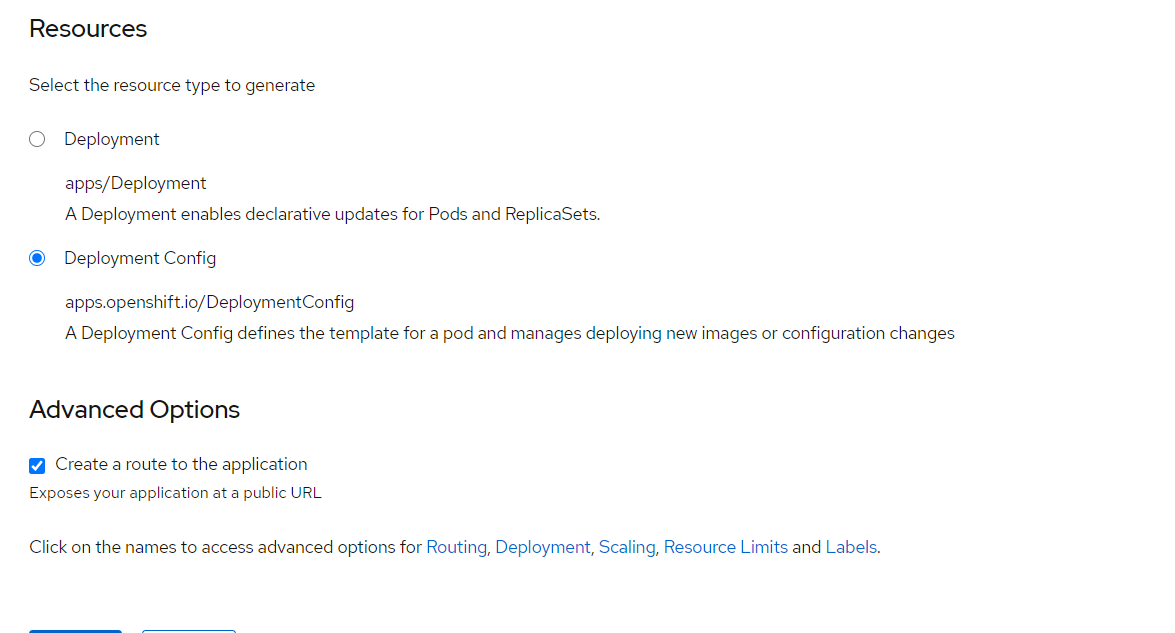 Resources
Select the resource type to generate
Deployment
apps/Deployment
A Deployment enables declarative updates for Pods and ReplicaSets.
Deployment Config
apps.openshift.io/DeploymentConfig
A Deployment Config defines the template for a pod and manages deploying new images or configuration changes
Advanced Options
Create a route to the application
Exposes your application at a public URL
Click on the names to access advanced options for Routing, Deployment, Scaling, Resource Limits and Labels.